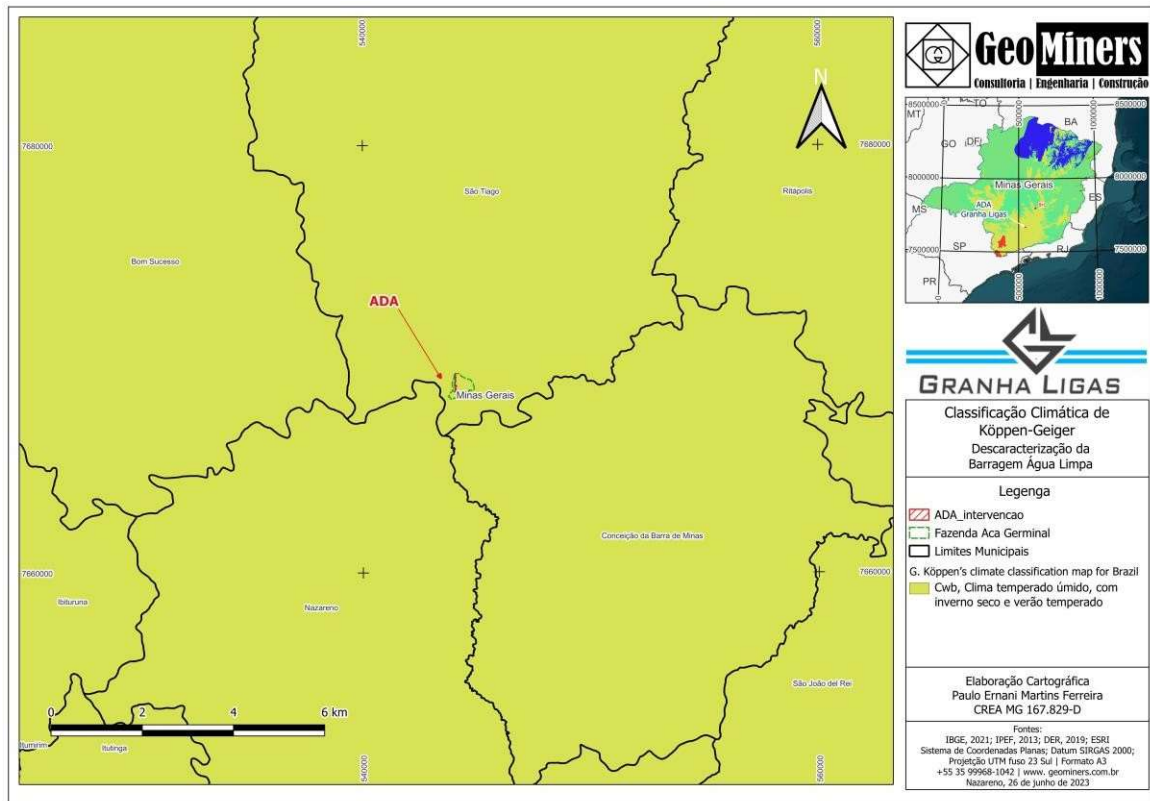 540000
560000
7680000
7680000
N
São Tiago
Ritápolis
Bom Sucesso
ADA
Minas Gerais
Conceição da Barra de Minas
7660000
7660000
Ibituruna
Nazareno
São João del Rei
0 2 4 6 km
Itumirim
Itutinga
540000
560000
GeoMiners
Consultoria | Engenharia | Construção
8500000
0
500000
1000000
8500000
MT
TO
BA
GO
DF
8000000
8000000
Minas Gerais
ES
MS
ADA
Granha Ligas
SP
RJ
7500000
7500000
PR
0
500000
1000000
GRANHA LIGAS
Classificação Climática de
Köppen-Geiger
Descaracterização da
Barragem Água Limpa
Legenga
ADA_intervencao
Fazenda Aca Germinal
Limites Municipais
G. Köppen's climate classification map for Brazil
Cwb, Clima temperado úmido, com
inverno seco e verão temperado
Elaboração Cartográfica
Paulo Ernani Martins Ferreira
CREA MG 167.829-D
Fontes:
IBGE, 2021; IPEF, 2013; DER, 2019; ESRI
Sistema de Coordenadas Planas; Datum SIRGAS 2000;
Projetção UTM fuso 23 Sul | Formato A3
+55 35 99968-1042 | www. geominers.com.br
Nazareno, 26 de junho de 2023